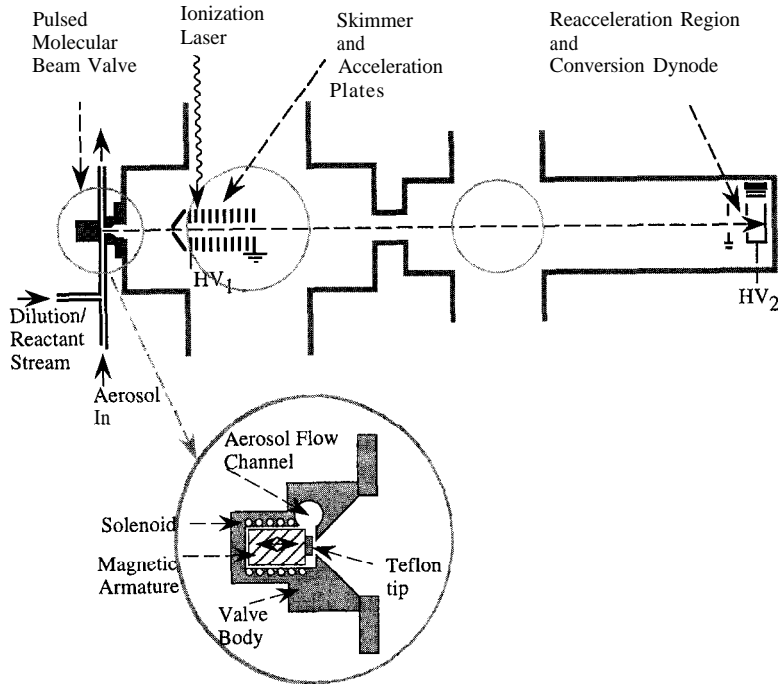 Pulsed
Molecular
Beam Valve
Ionization
Laser
Skimmer
and
Acceleration
Plates
Reacceleration Region
and
Conversion Dynode
HV1
HV2
Dilution/
Reactant
Stream
Aerosol
In
Aerosol Flow
Channel
Solenoid
Magnetic
Armature
Valve
Body
Teflon
tip